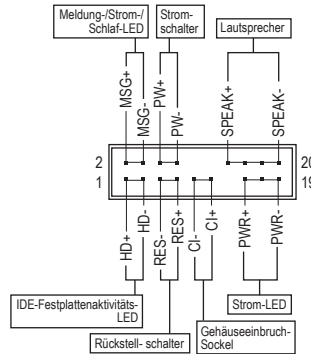 Meldung-/Strom-/
Schlaf-LED
Strom-
schalter
Lautsprecher
MSG+
MSG-
PW+
PW-
SPEAK+
SPEAK-
2
20
1
19
HD+
HD-
RES-
RES+
CI-
CI+
PWR+
PWR-
IDE-Festplattenaktivitäts-
LED
Rückstell- schalter
Gehäuseeinbruch-
Sockel
Strom-LED